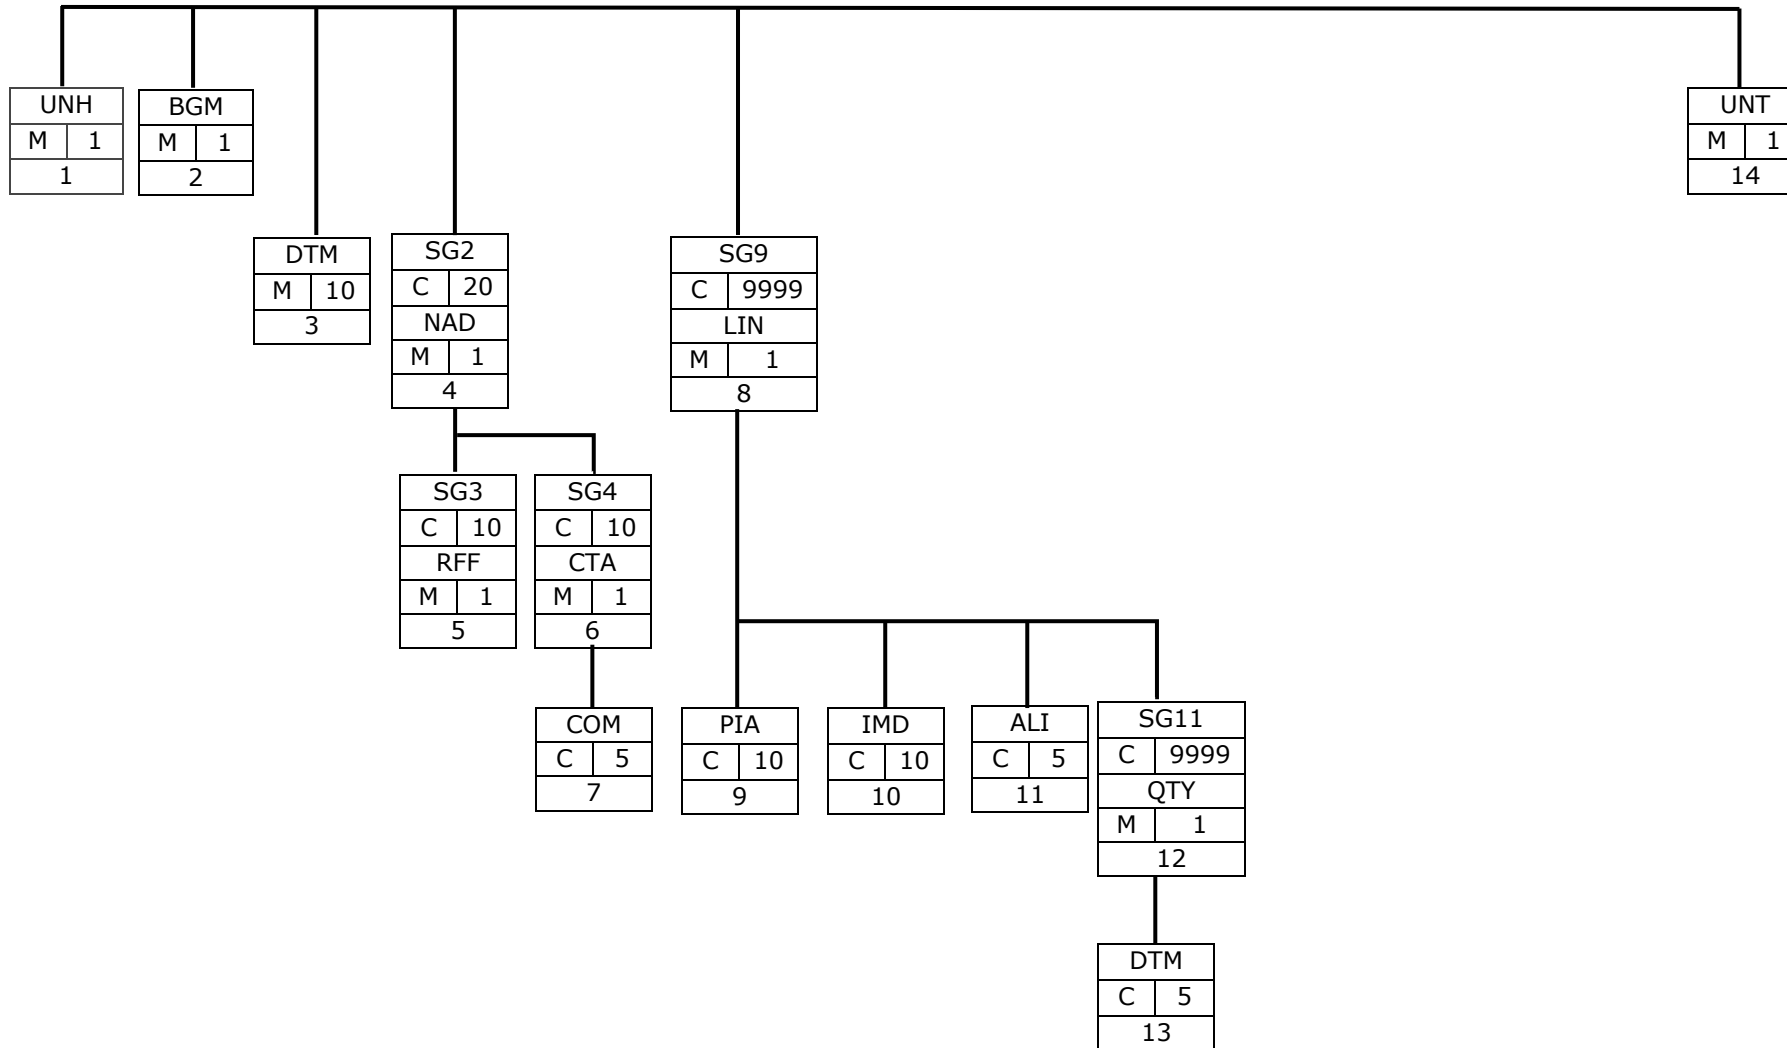 UNH
M 1
1
BGM
M 1
2
UNT
M 1
14
DTM
M 10
3
SG2
C 20
NAD
M 1
4
SG9
C 9999
LIN
M 1
8
SG3
C 10
RFF
M 1
5
SG4
C 10
CTA
M 1
6
COM
C 5
7
PIA
C 10
9
IMD
C 10
10
ALI
C 5
11
SG11
C 9999
QTY
M 1
12
DTM
C 5
13